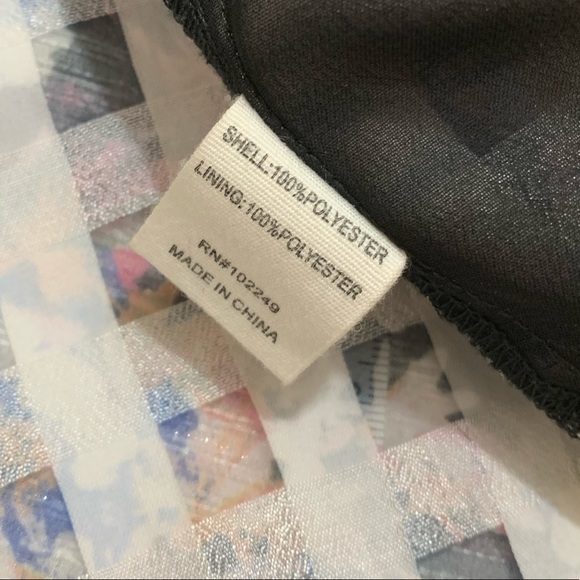 SHELL:100%POLYESTER
LINING:100%POLYESTER
RN#102249
MADE IN CHINA